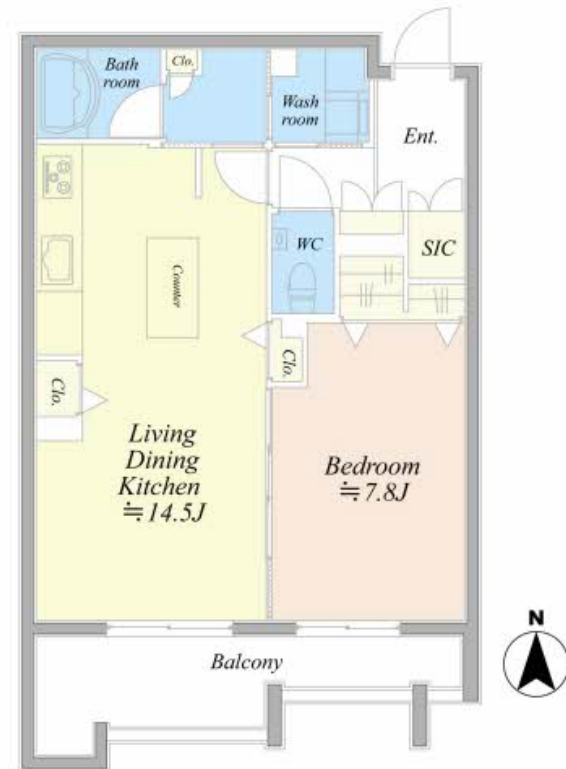 Bath
room
Clo.
Wash
room
Ent.
WC
SIC
Counter
Clo.
Clo.
Living
Dining
Kitchen
≒14.5J
Bedroom
≒7.8J
Balcony
N